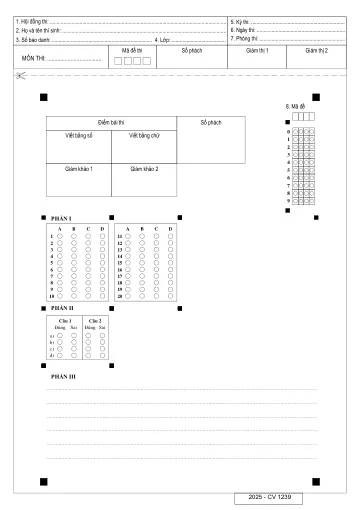 1. Hội đồng thi: ..............................
5. Kỳ thi: ..............................
2. Họ và tên thí sinh: ..............................
6. Ngày thi: ..............................
3. Số báo danh: .............................. 4. Lớp: ..............................
7. Phòng thi: ..............................
MÔN THI: ..............................
Mã đề thi
Số phách
Giám thị 1
Giám thị 2
8. Mã đề
Điểm bài thi
Số phách
Viết bằng số
Viết bằng chữ
Giám khảo 1
Giám khảo 2
0
1
2
3
4
5
6
7
8
9
PHẦN I
A B C D A B C D
1 11
2 12
3 13
4 14
5 15
6 16
7 17
8 18
9 19
10 20
PHẦN II
Câu 1 Câu 2
Đúng Sai Đúng Sai
a)
b)
c)
d)
PHẦN III
2025 - CV 1239